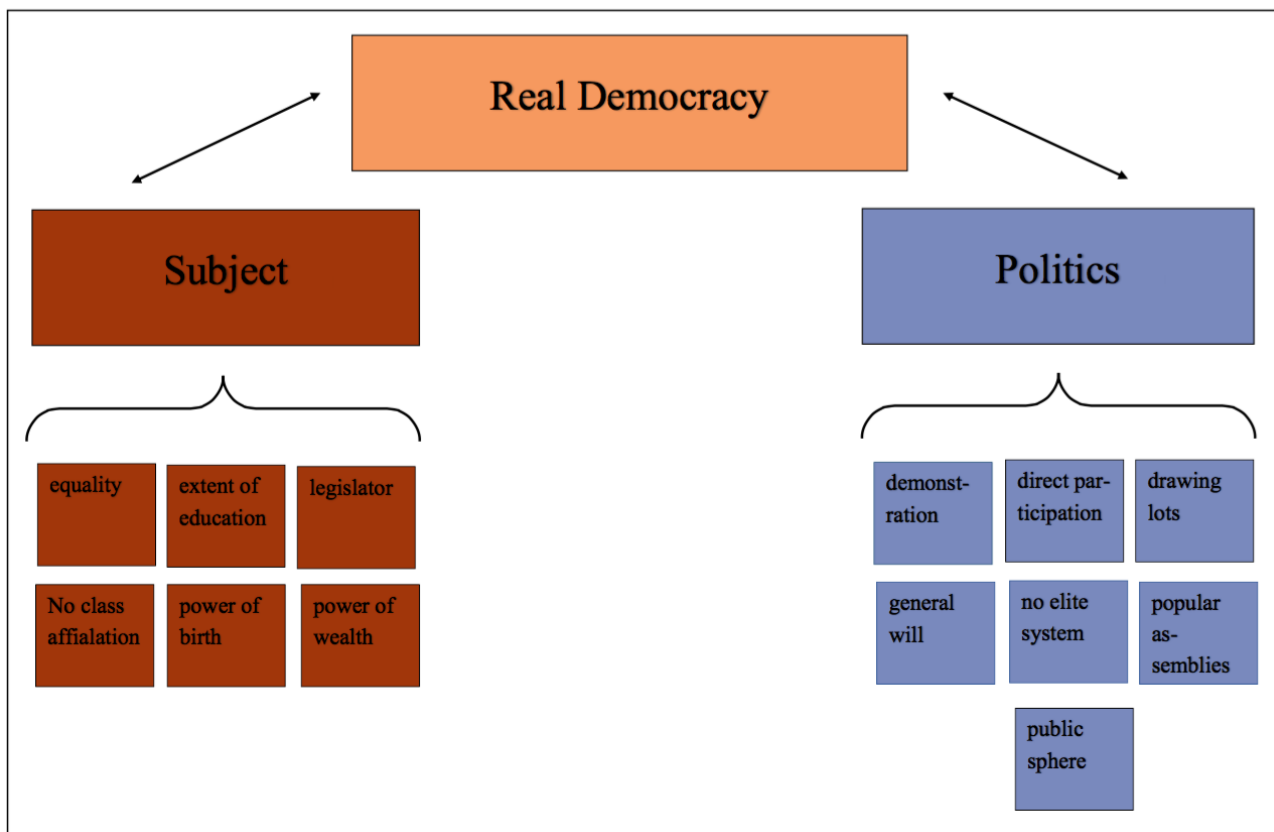 Real Democracy
Subject
Politics
equality
extent of
education
legislator
No class
affialation
power of
birth
power of
wealth
demonst-
ration
direct par-
ticipation
drawing
lots
general
will
no elite
system
popular
as-
semblies
public
sphere